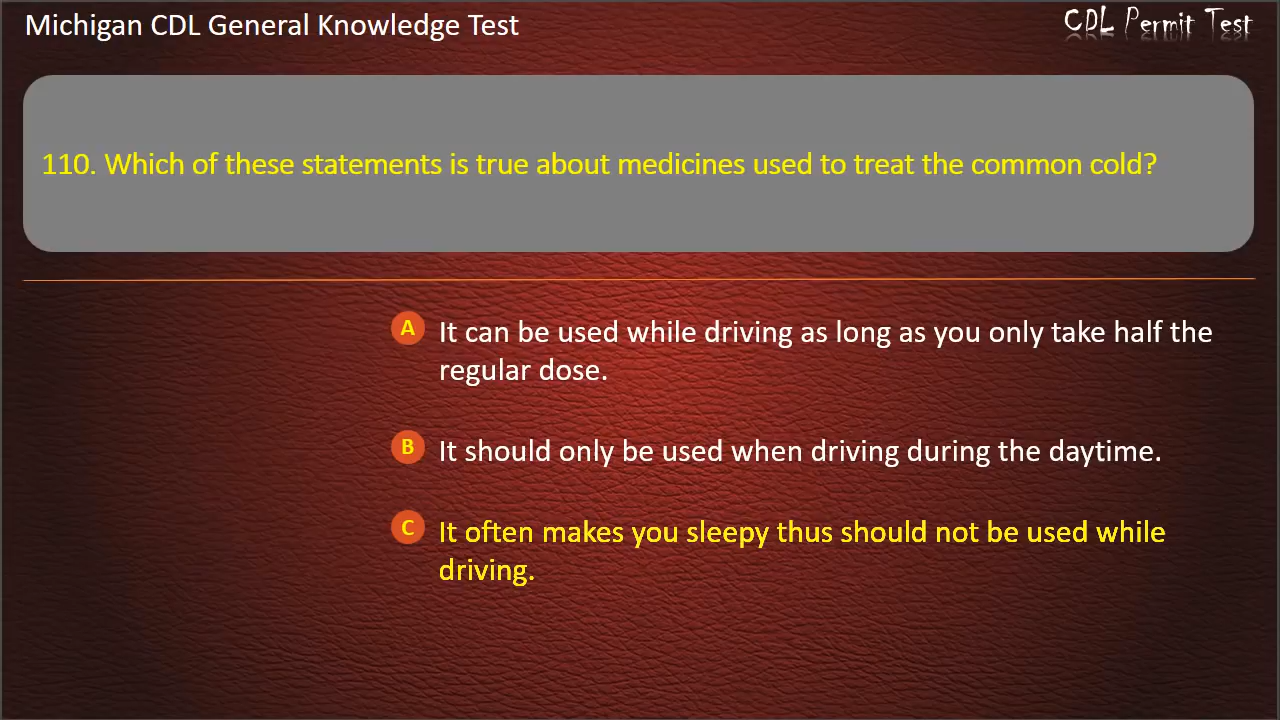 Michigan CDL General Knowledge Test
CDL Permit Test
110. Which of these statements is true about medicines used to treat the common cold?
A It can be used while driving as long as you only take half the
regular dose.
B It should only be used when driving during the daytime.
C It often makes you sleepy thus should not be used while
driving.